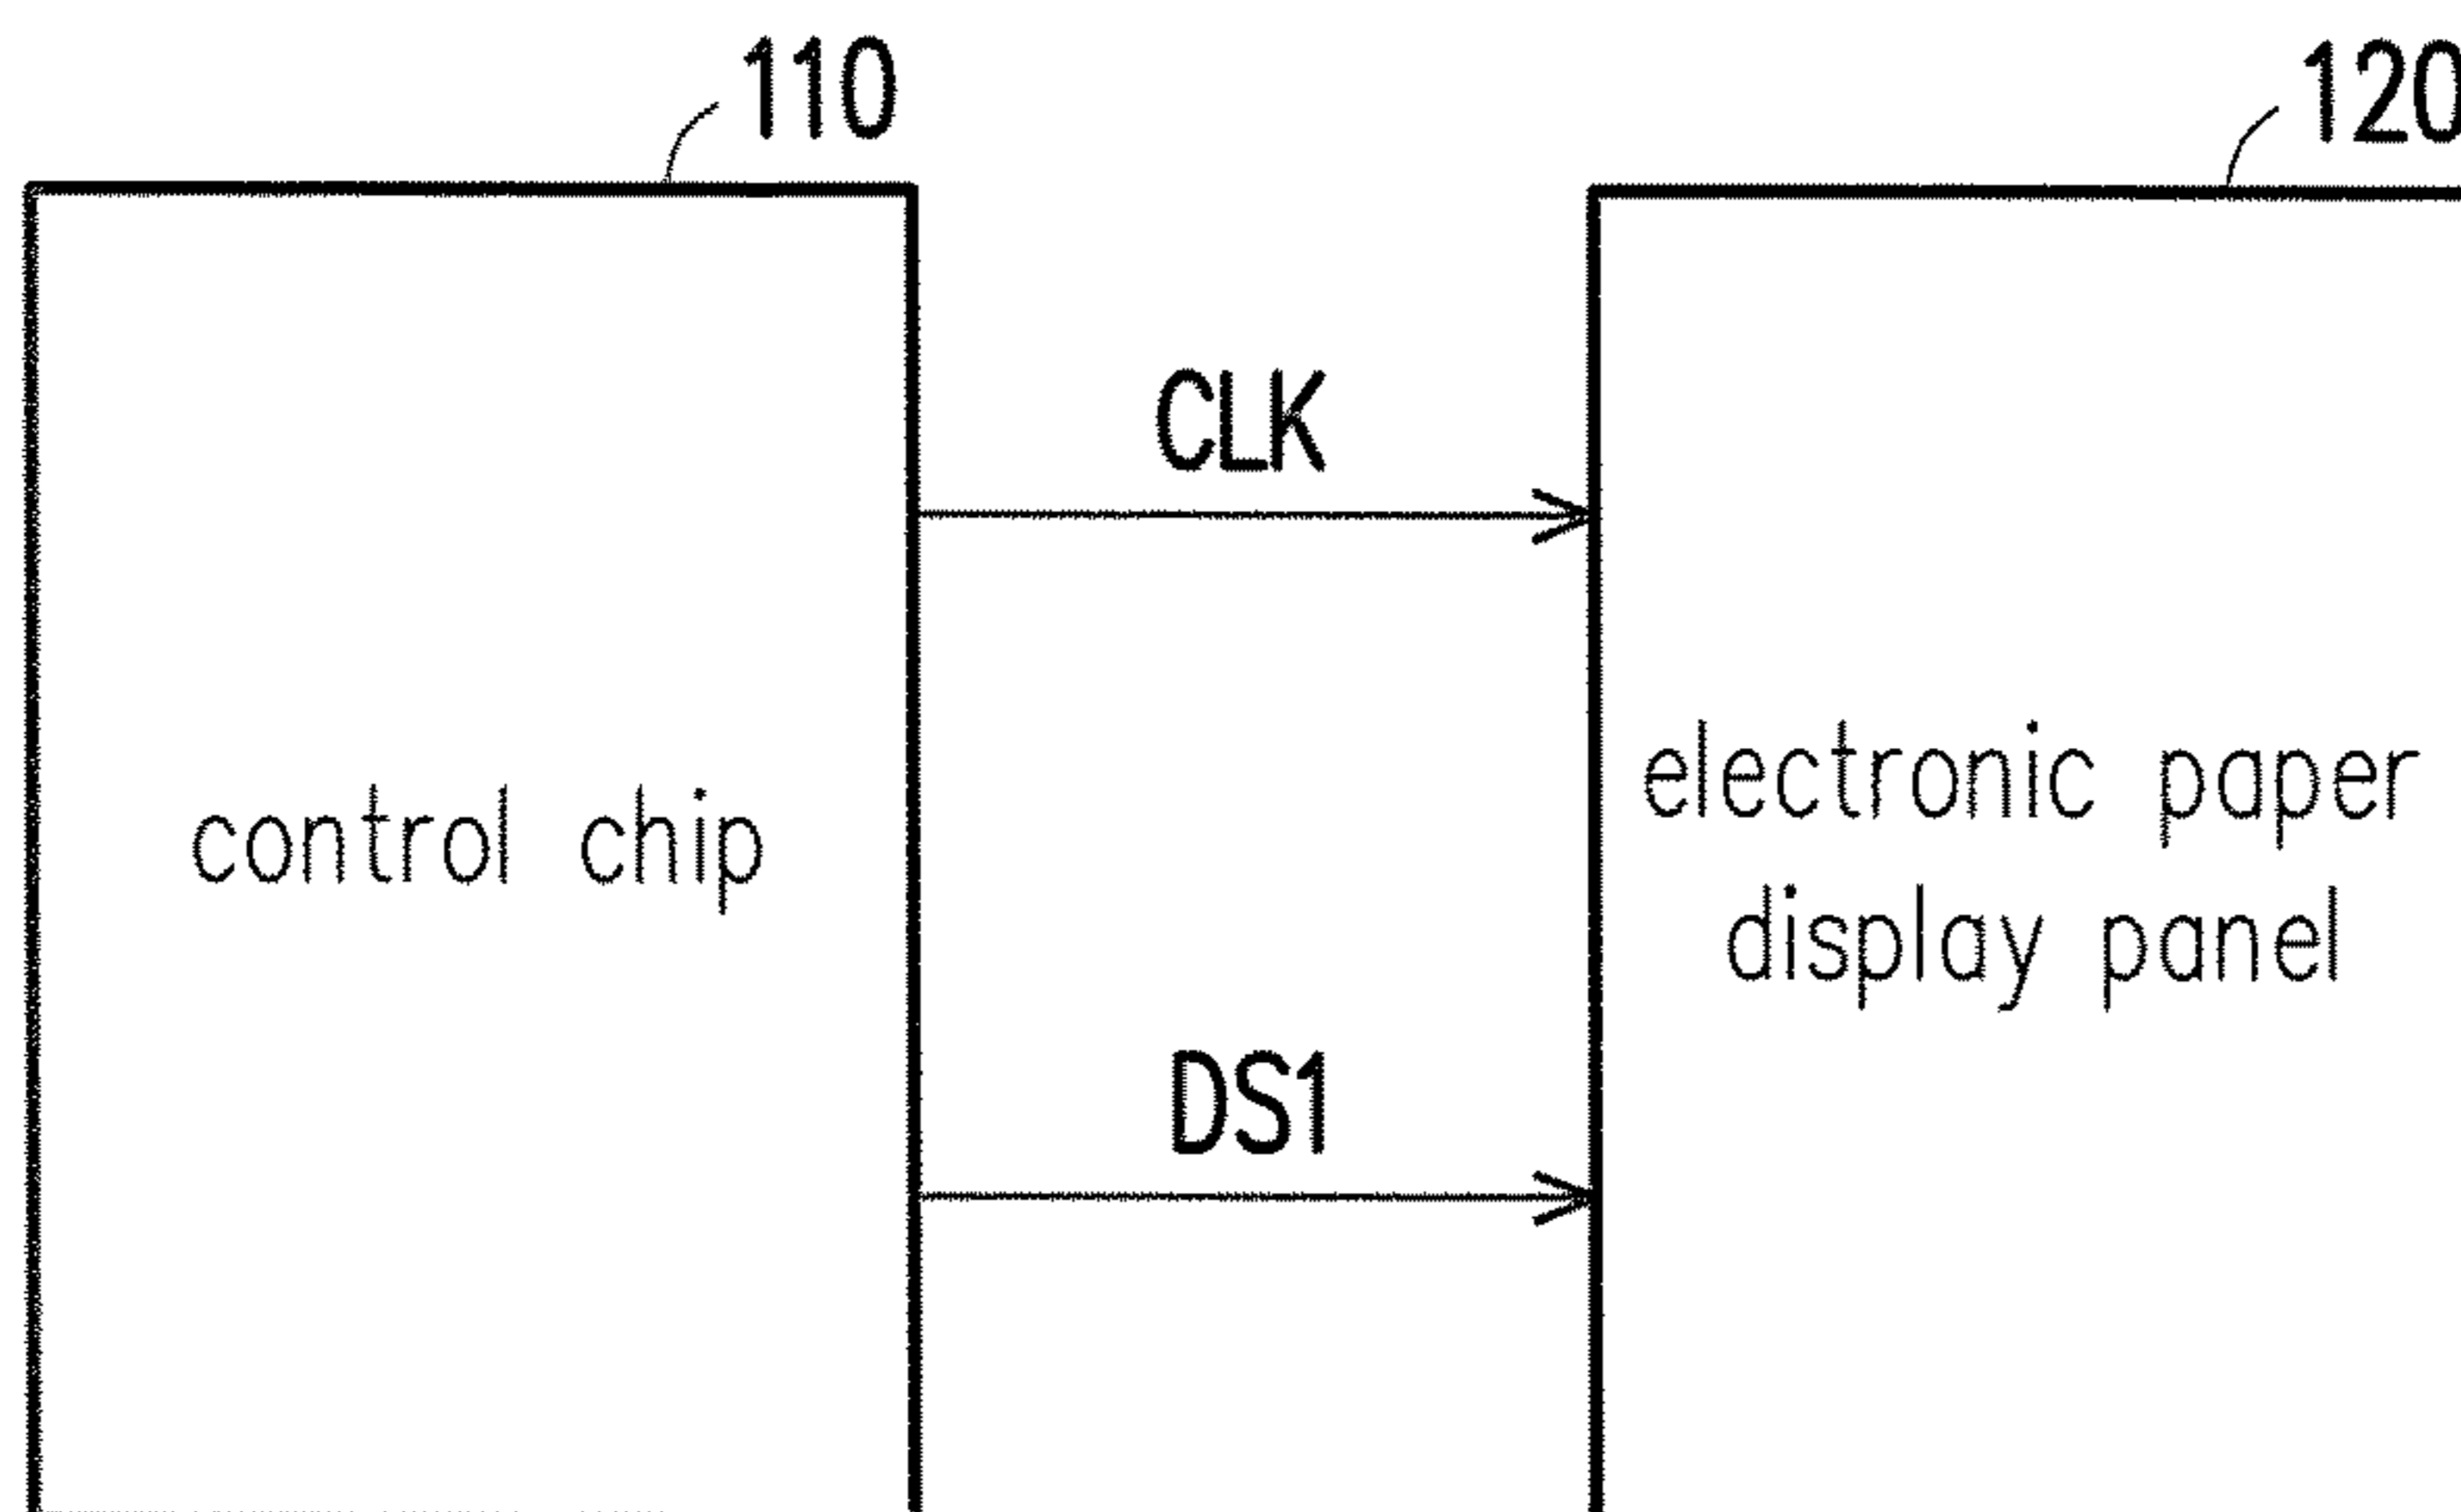 110
120
CLK
control chip
electronic paper
display panel
DS1